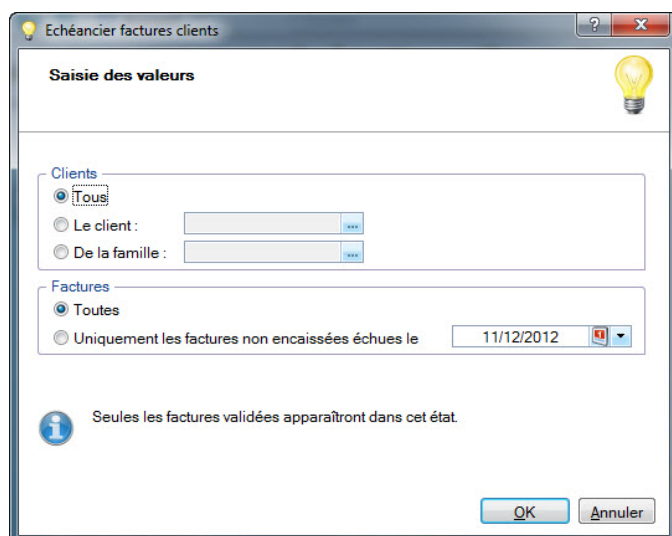 Echéancier factures clients
Saisie des valeurs
Clients
Tous
Le client :
...
De la famille :
...
Factures
Toutes
Uniquement les factures non encaissées échues le 11/12/2012
Seules les factures validées apparaîtront dans cet état.
OK Annuler